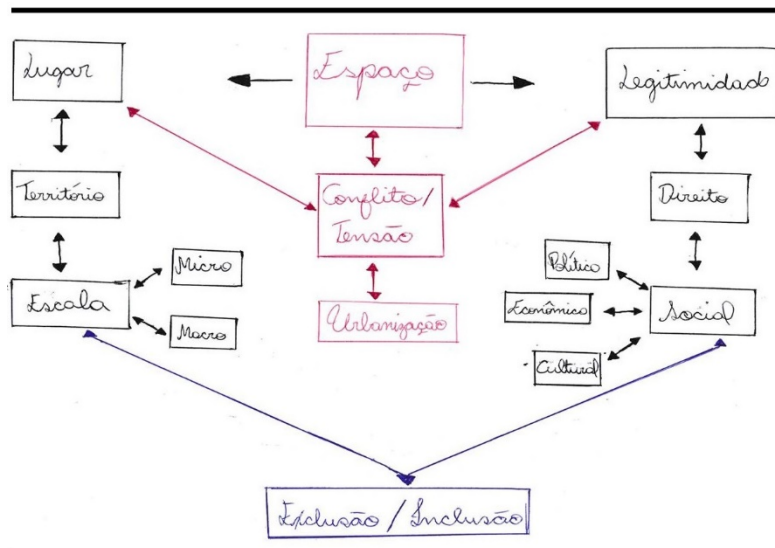 Lugar
Espaço
Legitimidade
Território
Conflito/
Tensão
Direito
Micro
Político
Escala
Econômico
Social
Macro
Urbanização
Cultural
Exclusão / Inclusão